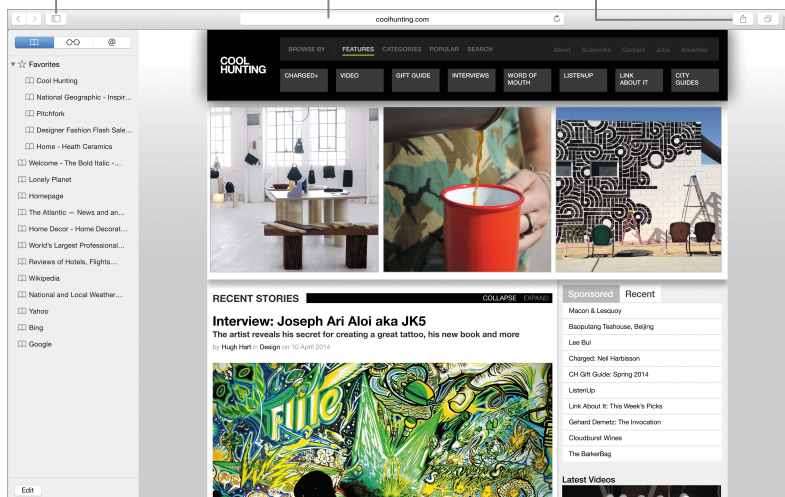 coolhunting.com
@
Favorites
Cool Hunting
National Geographic - Inspir...
Pitchfork
Designer Fashion Flash Sale...
Home - Heath Ceramics
Welcome - The Bold Italic -...
Lonely Planet
Homepage
The Atlantic — News and an...
Home Decor - Home Decorat...
World's Largest Professional...
Reviews of Hotels, Flights...
Wikipedia
National and Local Weather...
Yahoo
Bing
Google
Edit
COOL
HUNTING
BROWSE BY FEATURES CATEGORIES POPULAR SEARCH
About Subscribe Contact Jobs Advertise
CHARGED+
VIDEO
GIFT GUIDE
INTERVIEWS
WORD OF
MOUTH
LISTENUP
LINK
ABOUT IT
CITY
GUIDES
RECENT STORIES
COLLAPSE EXPAND
Interview: Joseph Ari Aloi aka JK5
The artist reveals his secret for creating a great tattoo, his new book and more
by Hugh Hart in Design on 10 April 2014
Sponsored Recent
Macon & Lesquoy
Baoputang Teahouse, Beijing
Lee Bul
Charged: Neil Harbisson
CH Gift Guide: Spring 2014
ListenUp
Link About It: This Week's Picks
Gehard Demetz: The Invocation
Cloudburst Wines
The BarkerBag
Latest Videos